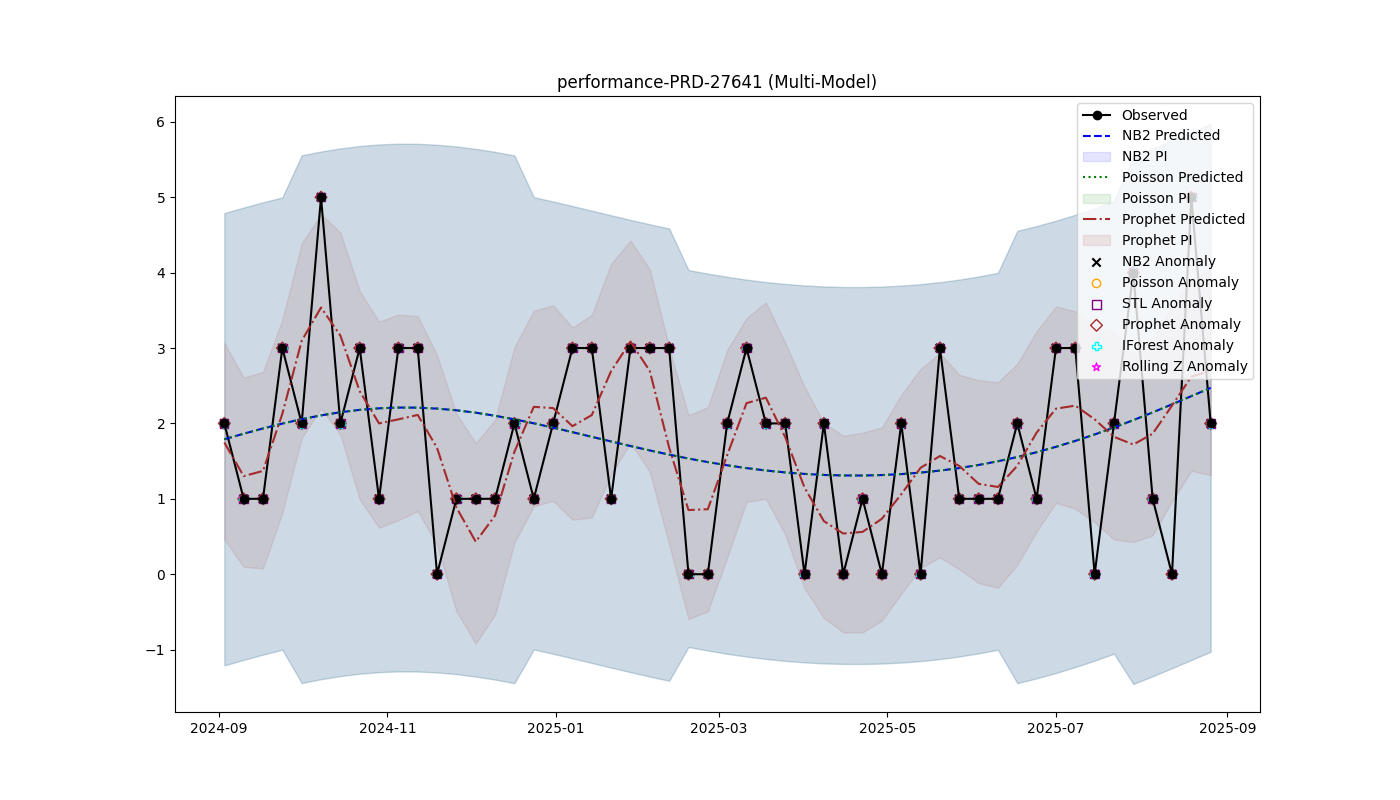 performance-PRD-27641 (Multi-Model)
6
5
4
3
2
1
0
−1
2024-09
2024-11
2025-01
2025-03
2025-05
2025-07
2025-09
Observed
NB2 Predicted
NB2 PI
Poisson Predicted
Poisson PI
Prophet Predicted
Prophet PI
NB2 Anomaly
Poisson Anomaly
STL Anomaly
Prophet Anomaly
IForest Anomaly
Rolling Z Anomaly